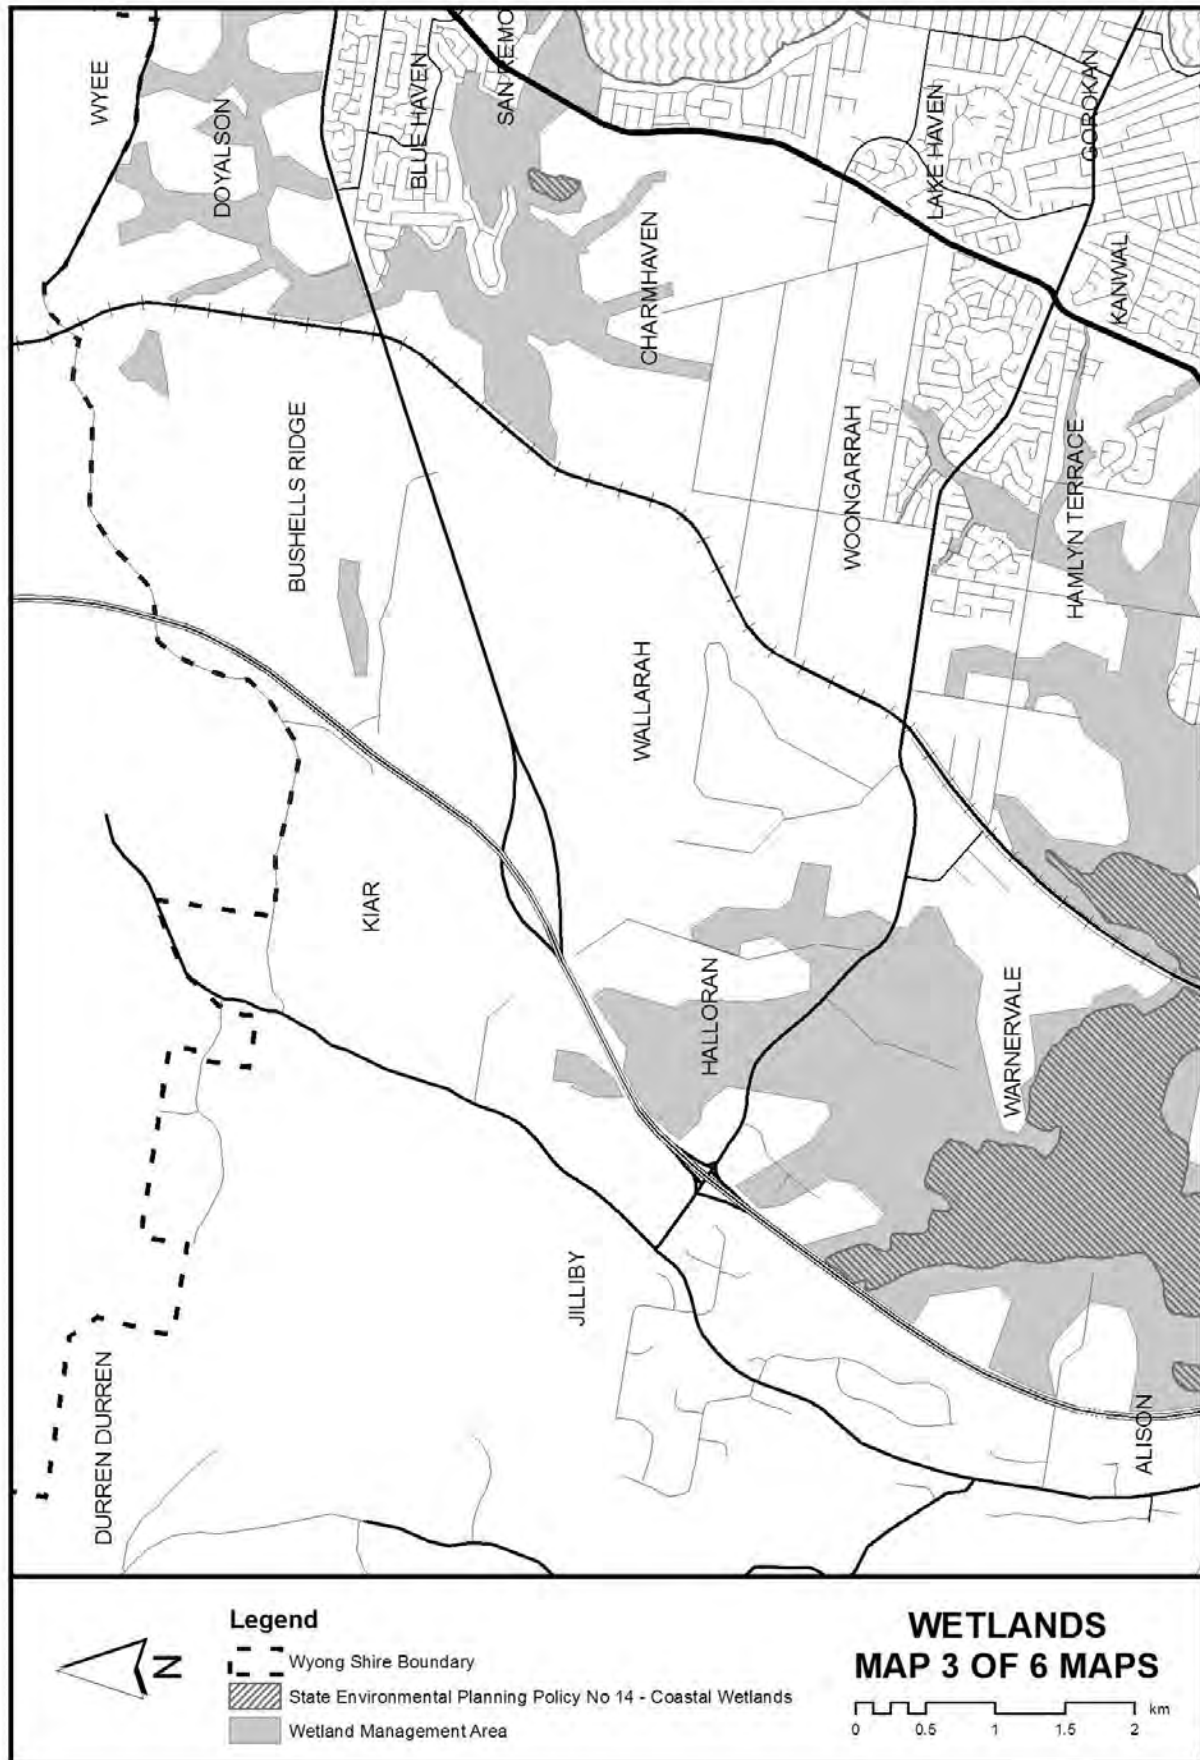 WYEE
DOYALSON
BLUE HAVEN
SAN REMO
LAKE HAVEN
GOROKAN
CHARMHAVEN
KANWAL
BUSHELLS RIDGE
WOONGARRAH
HAMLYN TERRACE
WALLARAH
KIAR
HALLORAN
WARNERVALE
JILLIBY
DURREN DURREN
ALISON
N
Legend
Wyong Shire Boundary
State Environmental Planning Policy No 14 - Coastal Wetlands
Wetland Management Area
WETLANDS
MAP 3 OF 6 MAPS
km
0 0.5 1 1.5 2